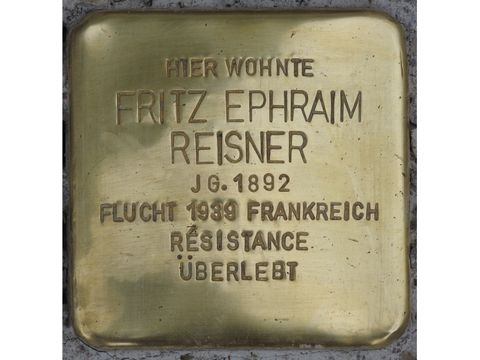 HIER WOHNTE
FRITZ EPHRAIM
REISNER
JG. 1892
FLUCHT 1939 FRANKREICH
RÉSISTANCE
ÜBERLEBT